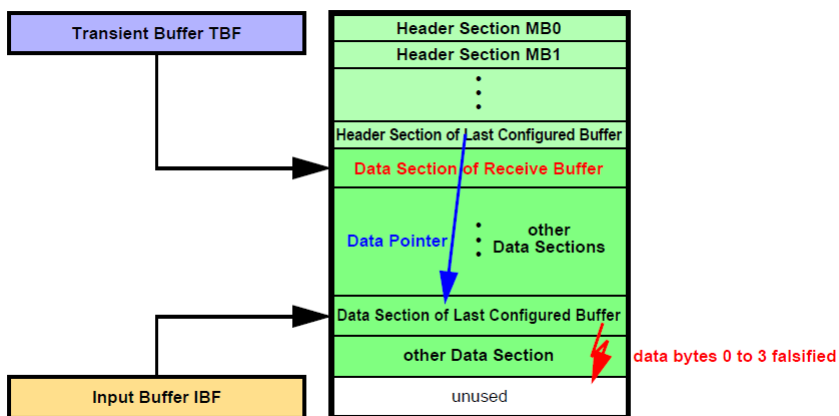 Transient Buffer TBF
Header Section MB0
Header Section MB1
Header Section of Last Configured Buffer
Data Section of Receive Buffer
Data Pointer
other
Data Sections
Data Section of Last Configured Buffer
other Data Section
data bytes 0 to 3 falsified
Input Buffer IBF
unused